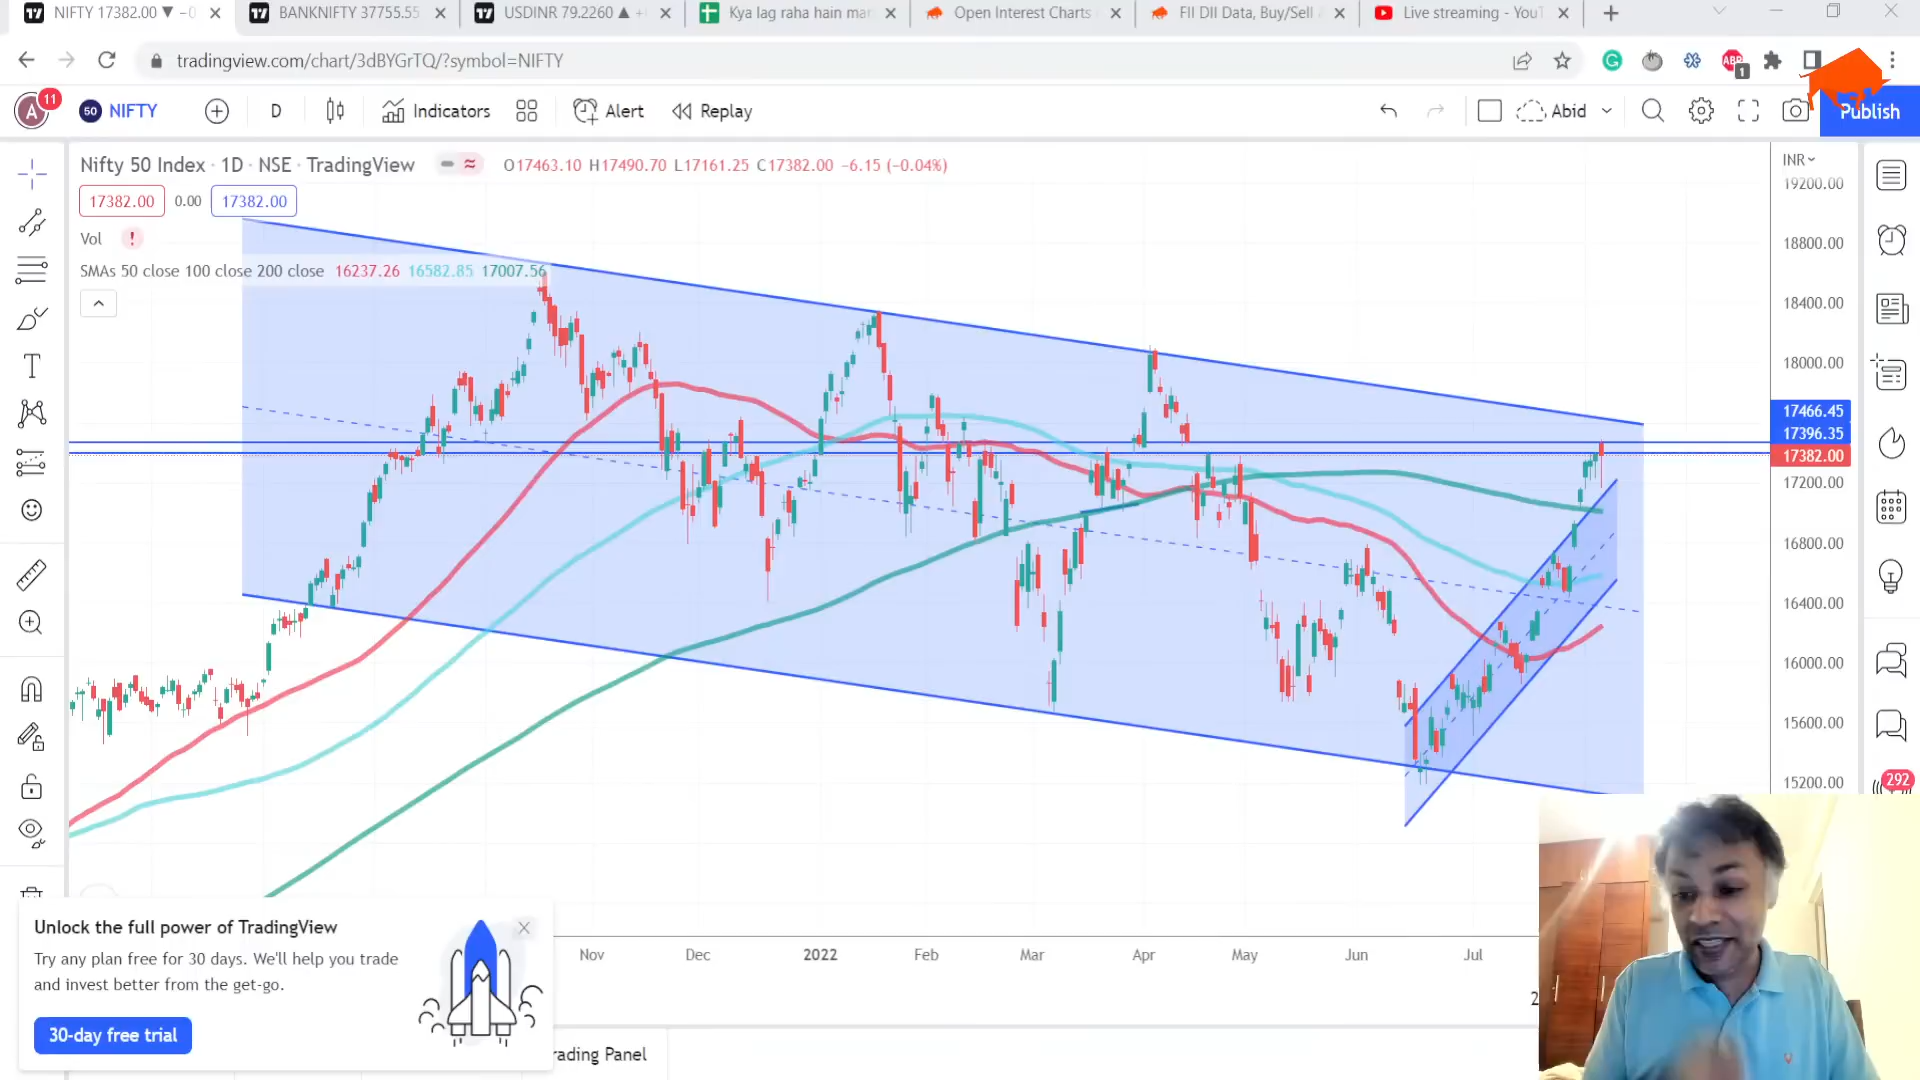 NIFTY 17382.00 ▼ −0
BANKNIFTY 37755.55
USDINR 79.2260 ▲ +
Kya lag raha hain mar
Open Interest Charts
FII DII Data, Buy/Sell
Live streaming - YouT
tradingview.com/chart/3dBYGrTQ/?symbol=NIFTY
ABP
1
A
11
50
NIFTY
D
Indicators
Alert
Replay
Abid
Publish
Nifty 50 Index · 1D · NSE · TradingView
O17463.10 H17490.70 L17161.25 C17382.00 −6.15 (−0.04%)
17382.00
0.00
17382.00
Vol
!
SMAs 50 close 100 close 200 close 16237.26 16582.85 17007.56
INR
19200.00
18800.00
18400.00
18000.00
17466.45
17396.35
17382.00
17200.00
16800.00
16400.00
16000.00
15600.00
15200.00
292
Nov
Dec
2022
Feb
Mar
Apr
May
Jun
Jul
2
Unlock the full power of TradingView
Try any plan free for 30 days. We'll help you trade
and invest better from the get-go.
30-day free trial
rading Panel